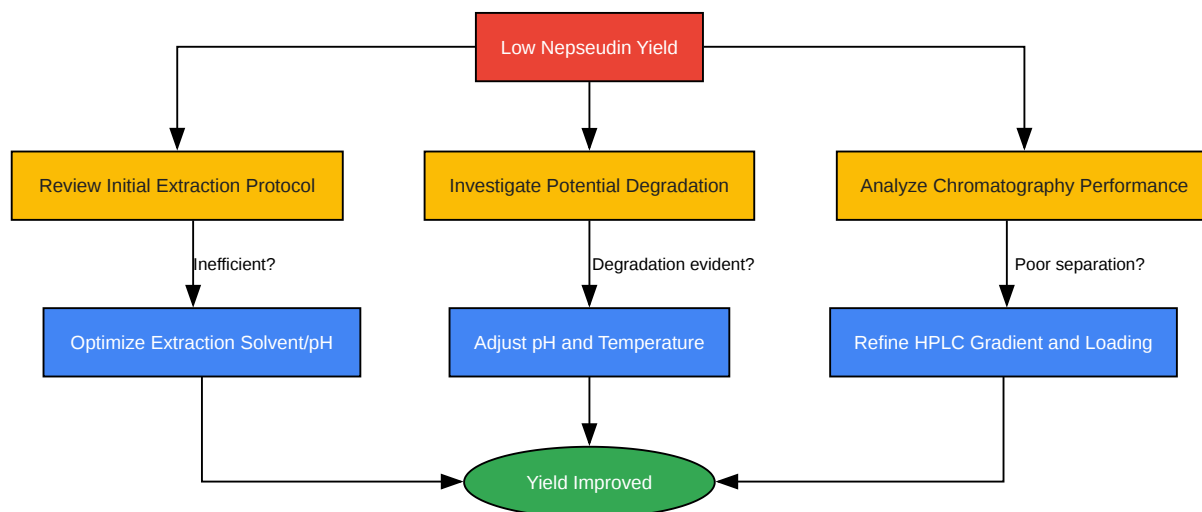 Low Nepseudin Yield
Review Initial Extraction Protocol
Investigate Potential Degradation
Analyze Chromatography Performance
Inefficient?
Degradation evident?
Poor separation?
Optimize Extraction Solvent/pH
Adjust pH and Temperature
Refine HPLC Gradient and Loading
Yield Improved